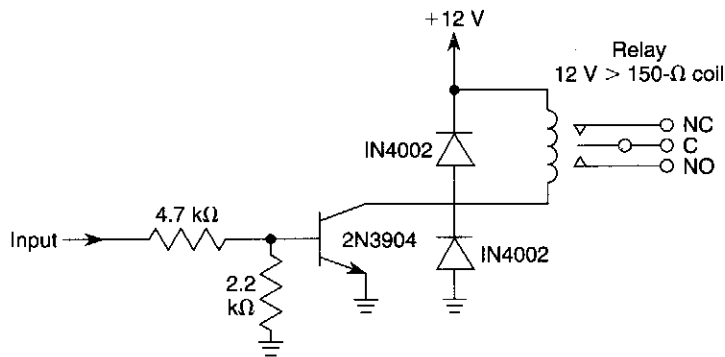 +12 V
Relay
12 V > 150-Ω coil
NC
C
NO
IN4002
4.7 kΩ
Input
2N3904
IN4002
2.2
kΩ